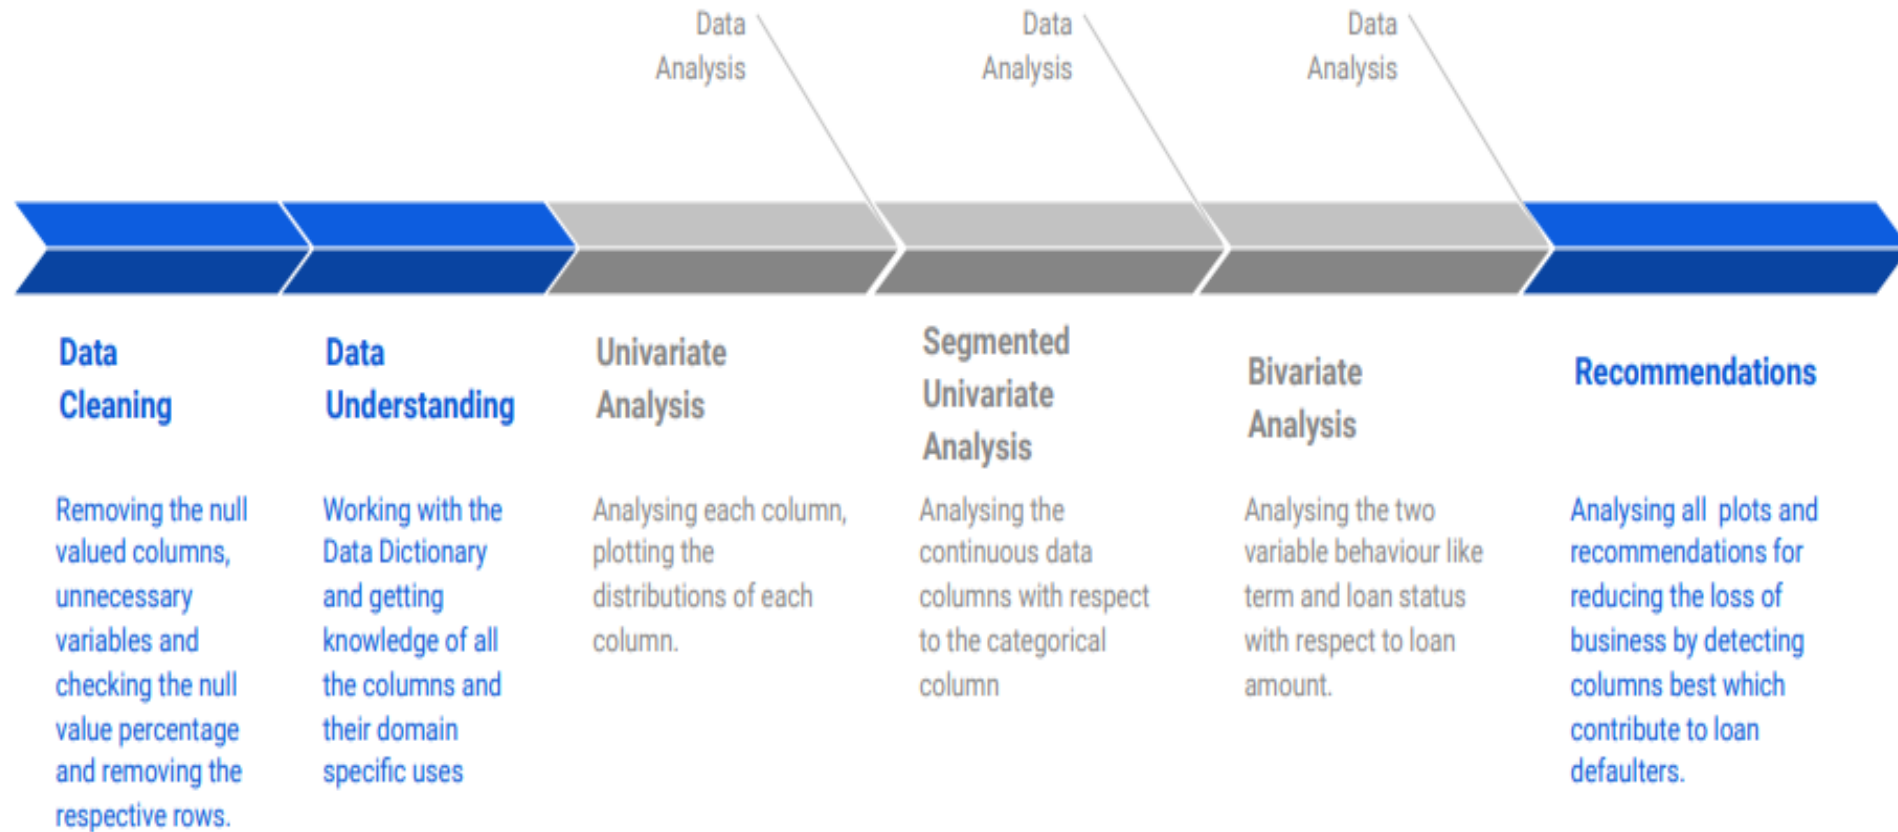 Data
Analysis
Data
Analysis
Data
Analysis
Data
Cleaning
Removing the null
valued columns,
unnecessary
variables and
checking the null
value percentage
and removing the
respective rows.
Data
Understanding
Working with the
Data Dictionary
and getting
knowledge of all
the columns and
their domain
specific uses
Univariate
Analysis
Analysing each column,
plotting the
distributions of each
column.
Segmented
Univariate
Analysis
Analysing the
continuous data
columns with respect
to the categorical
column
Bivariate
Analysis
Analysing the two
variable behaviour like
term and loan status
with respect to loan
amount.
Recommendations
Analysing all plots and
recommendations for
reducing the loss of
business by detecting
columns best which
contribute to loan
defaulters.